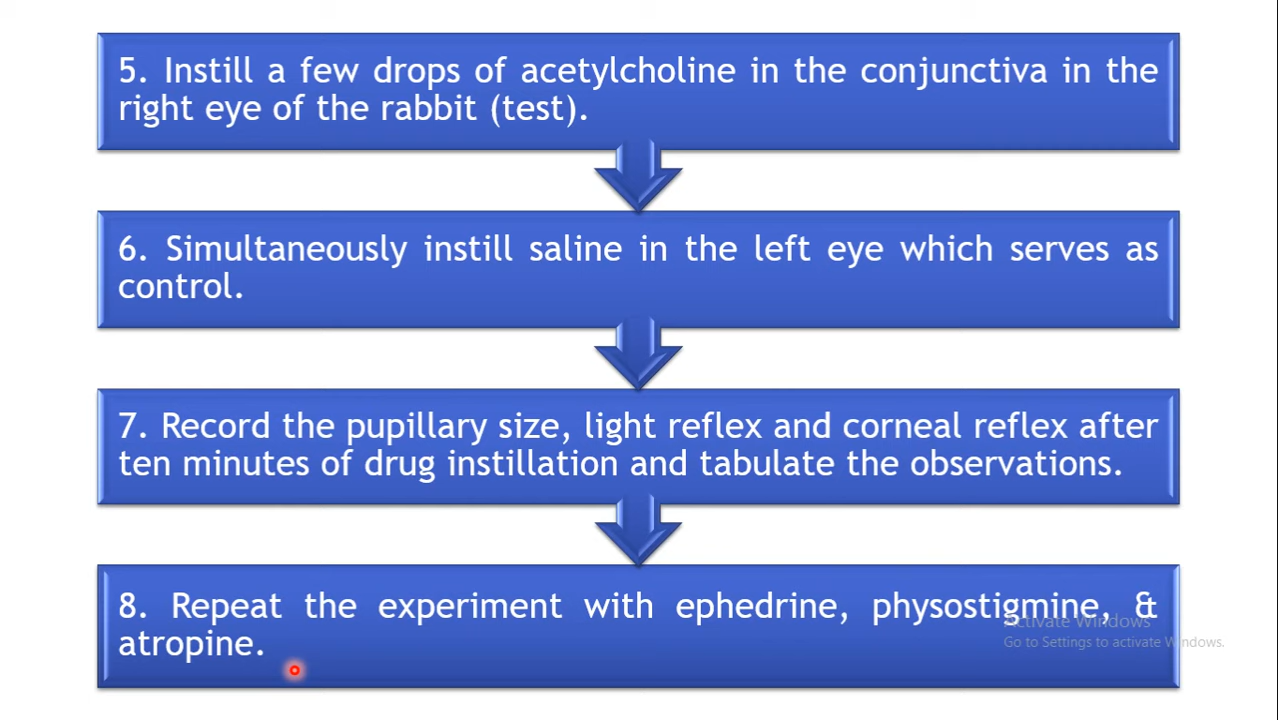 5. Instill a few drops of acetylcholine in the conjunctiva in the
right eye of the rabbit (test).
6. Simultaneously instill saline in the left eye which serves as
control.
7. Record the pupillary size, light reflex and corneal reflex after
ten minutes of drug instillation and tabulate the observations.
8. Repeat the experiment with ephedrine, physostigmine, &
atropine.
Activate Windows
Go to Settings to activate Windows.